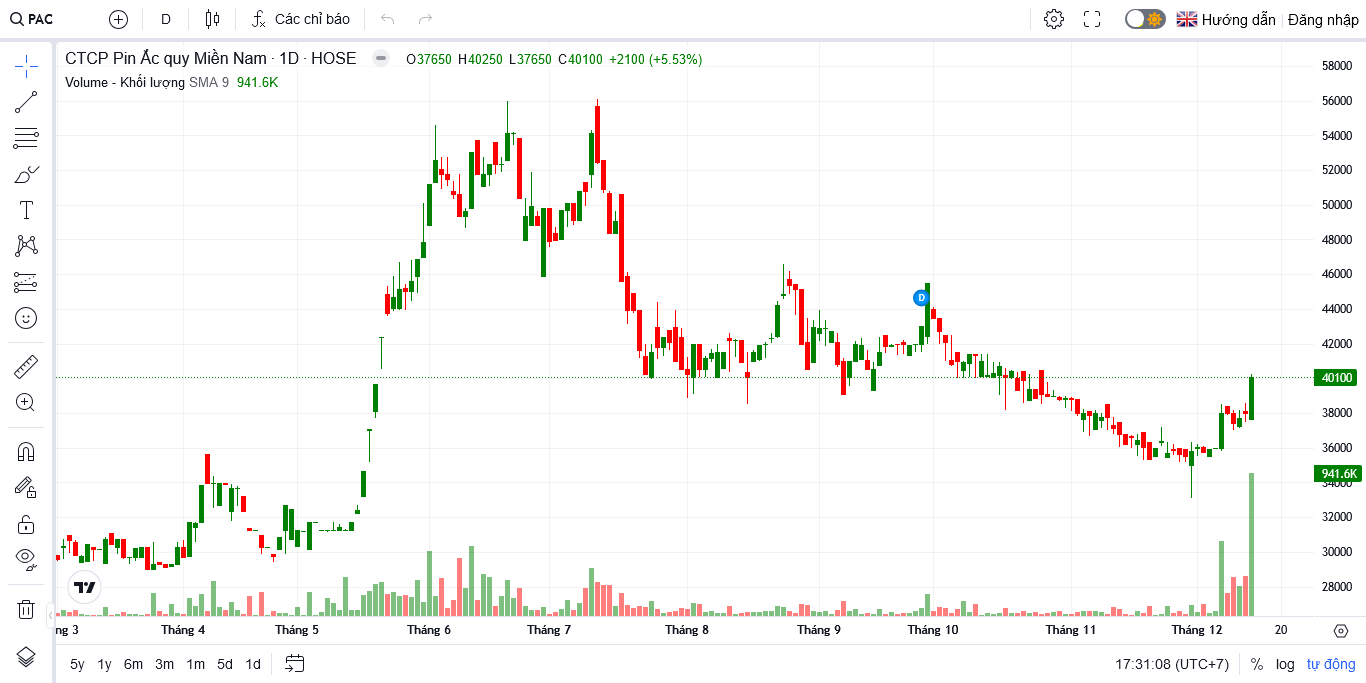 PAC D Các chỉ báo Hướng dẫn Đăng nhập
CTCP Pin Ắc quy Miền Nam · 1D · HOSE O37650 H40250 L37650 C40100 +2100 (+5.53%)
Volume - Khối lượng SMA 9 941.6K
58000
56000
54000
52000
50000
48000
46000
D
44000
42000
40100
38000
36000
941.6K
34000
32000
30000
28000
ng 3 Tháng 4 Tháng 5 Tháng 6 Tháng 7 Tháng 8 Tháng 9 Tháng 10 Tháng 11 Tháng 12 20
5y 1y 6m 3m 1m 5d 1d 17:31:08 (UTC+7) % log tự động